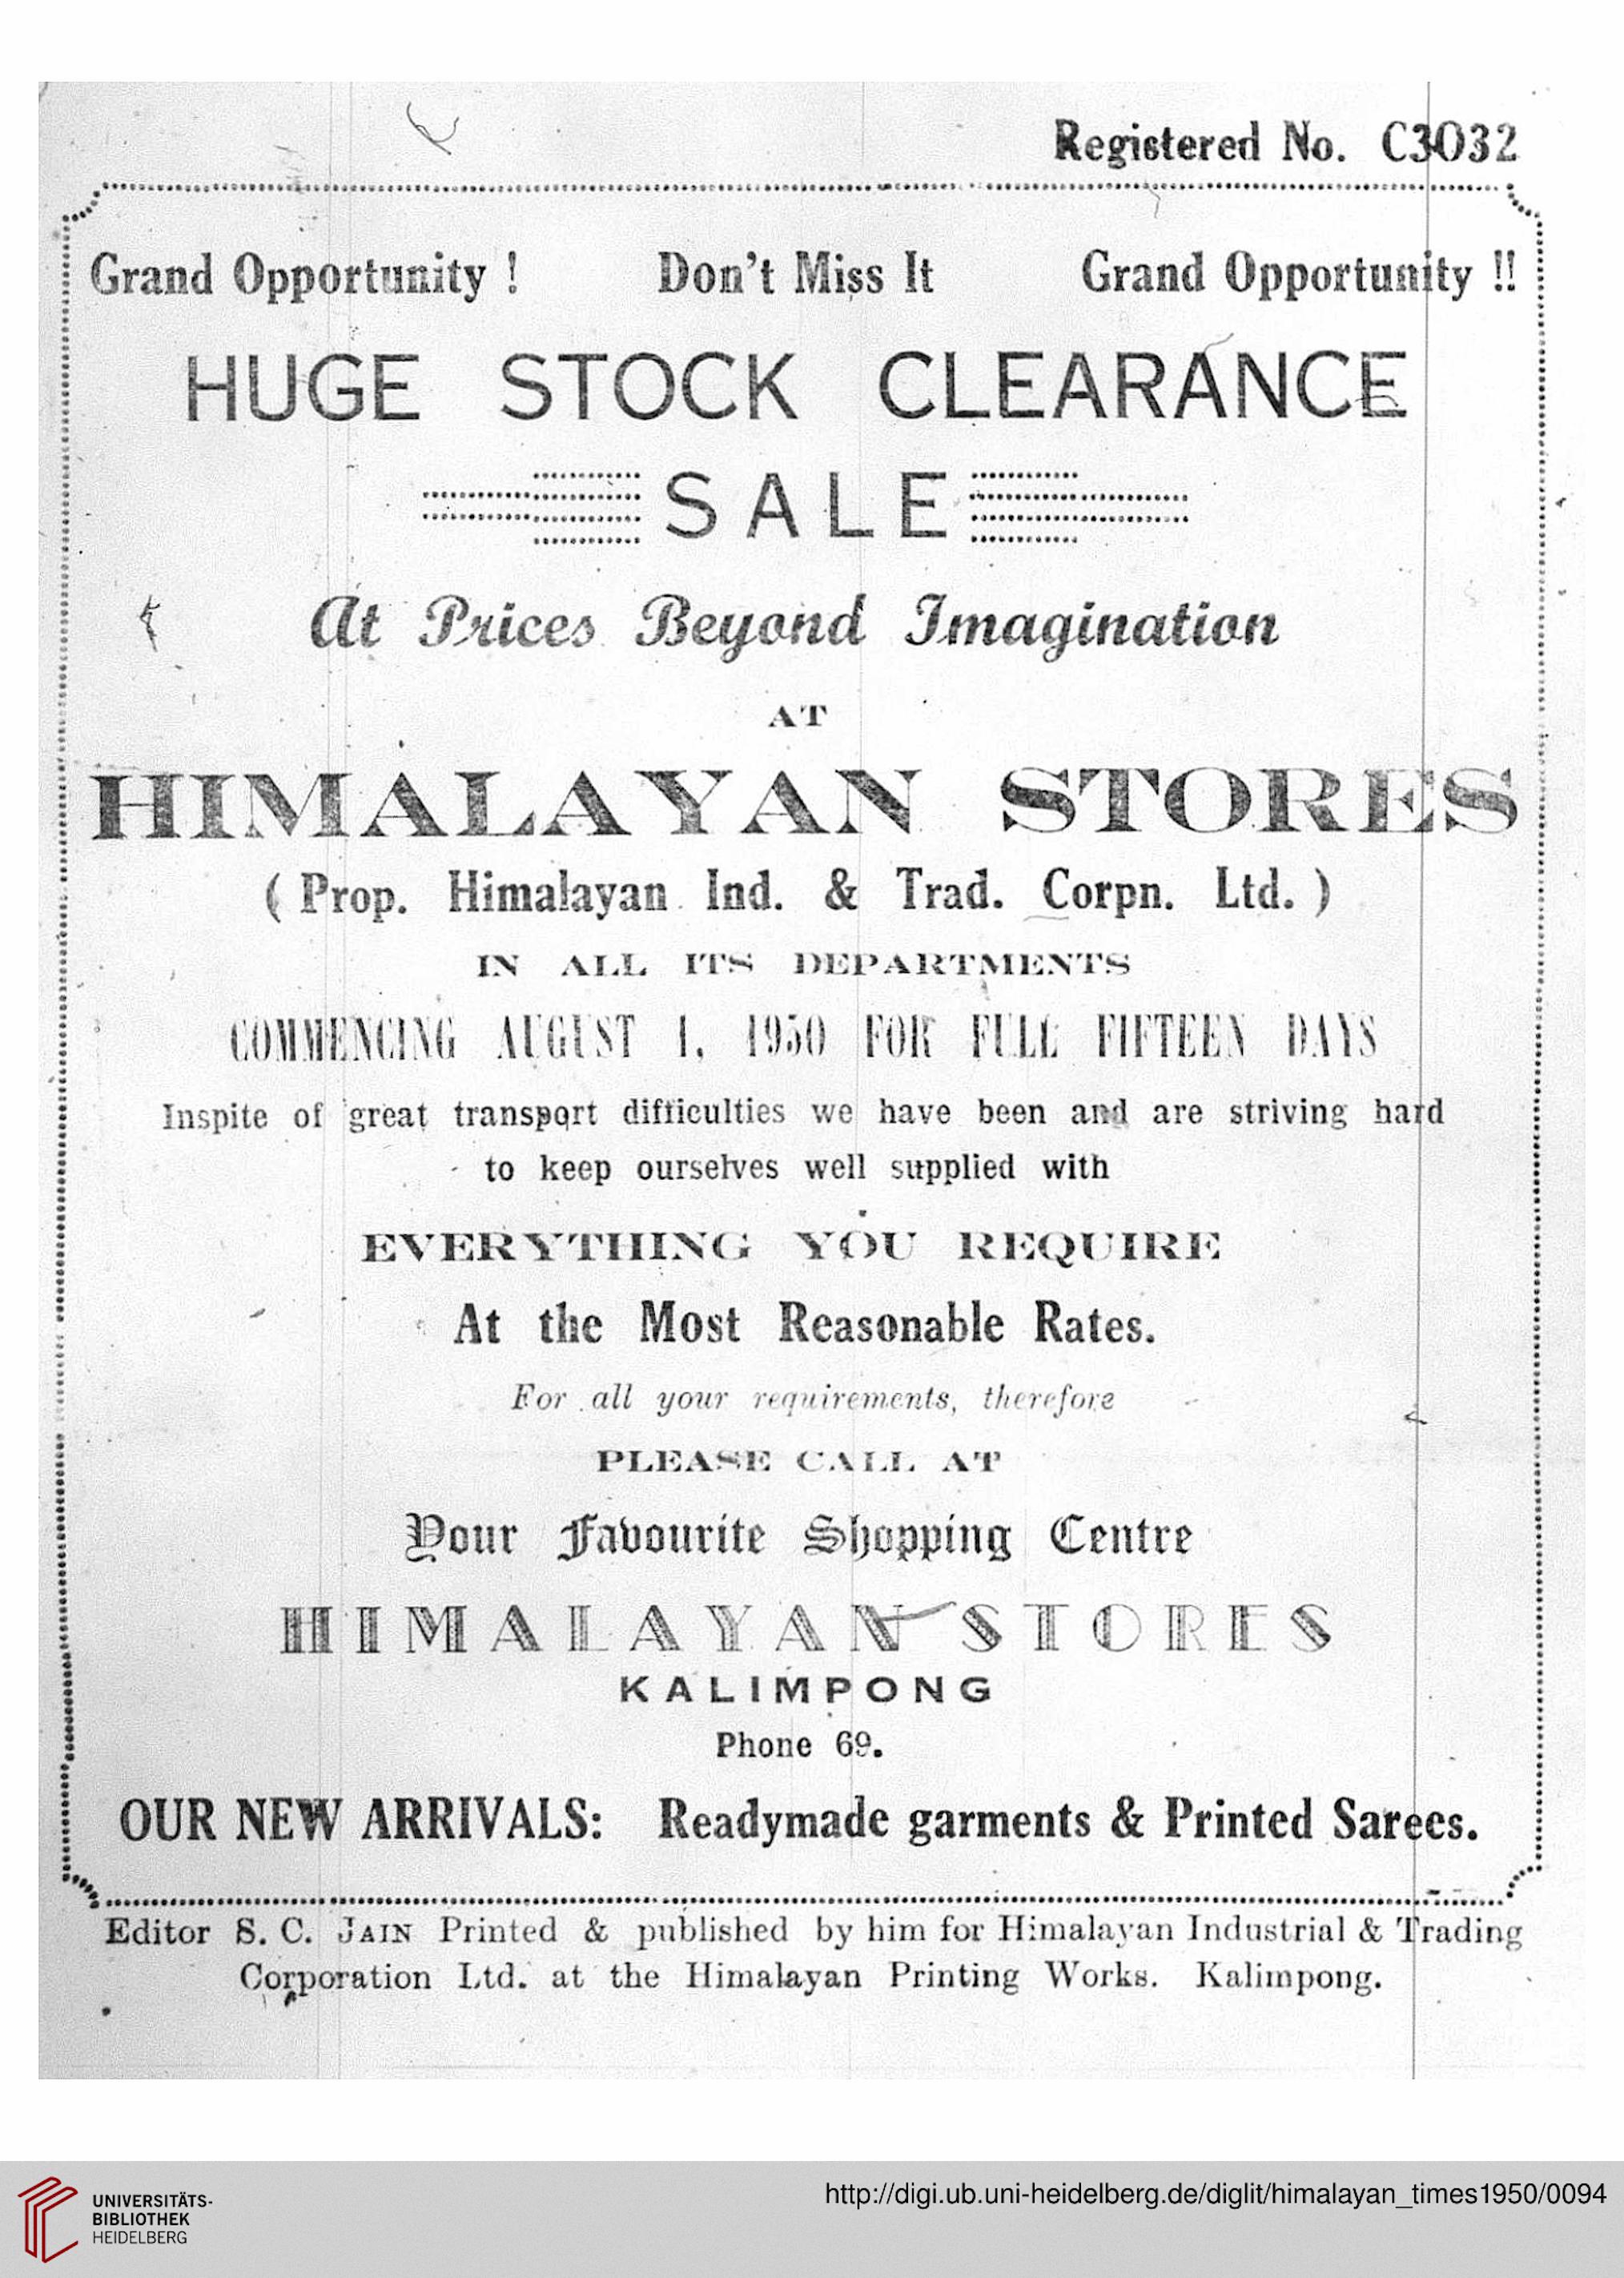 Registered No. C3032
Grand Opportunity ! Don't Miss It Grand Opportunity !!
HUGE STOCK CLEARANCE
SALE
At Prices Beyond Imagination
AT
HIMALAYAN STORES
( Prop. Himalayan Ind. & Trad. Corpn. Ltd. )
IN ALL ITS DEPARTMENTS
COMMENCING AUGUST 1, 1950 FOR FULL FIFTEEN DAYS
Inspite of great transport difficulties we have been and are striving hard
to keep ourselves well supplied with
EVERYTHING YOU REQUIRE
At the Most Reasonable Rates.
For all your requirements, therefore
PLEASE CALL AT
Your Favourite Shopping Centre
HIMALAYAN STORES
KALIMPONG
Phone 69.
OUR NEW ARRIVALS: Readymade garments & Printed Sarees.
Editor S. C. JAIN Printed & published by him for Himalayan Industrial & Trading
Corporation Ltd. at the Himalayan Printing Works. Kalimpong.
UNIVERSITÄTS-
BIBLIOTHEK
HEIDELBERG
http://digi.ub.uni-heidelberg.de/diglit/himalayan_times1950/0094